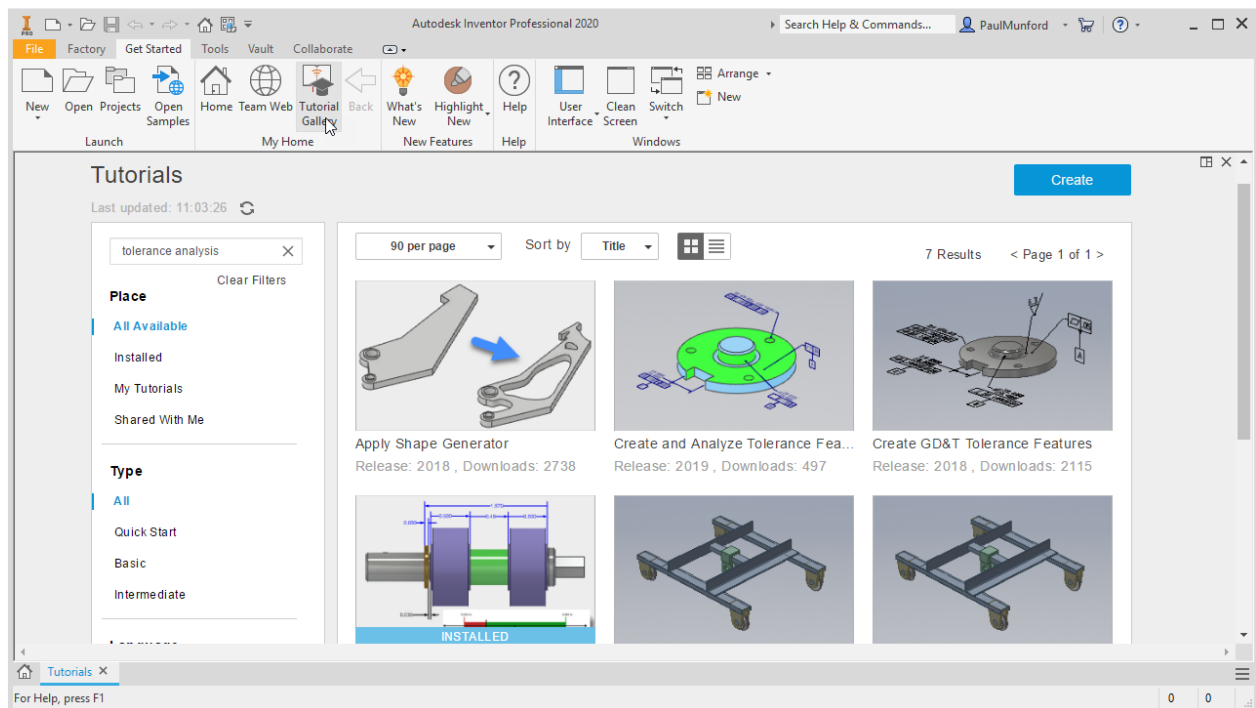 PRO
Autodesk Inventor Professional 2020
Search Help & Commands...
PaulMunford
File Factory Get Started Tools Vault Collaborate
New Open Projects Open Samples Home Team Web Tutorial Gallery Back What's New Highlight New Help User Interface Clean Screen Switch Arrange
New
Launch My Home New Features Help Windows
Tutorials
Create
Last updated: 11:03:26
tolerance analysis
Clear Filters
Place
All Available
Installed
My Tutorials
Shared With Me
Type
All
Quick Start
Basic
Intermediate
90 per page Sort by Title 7 Results < Page 1 of 1 >
Apply Shape Generator
Release: 2018 , Downloads: 2738
Create and Analyze Tolerance Fea...
Release: 2019 , Downloads: 497
Create GD&T Tolerance Features
Release: 2018 , Downloads: 2115
INSTALLED
Tutorials
For Help, press F1
0 0